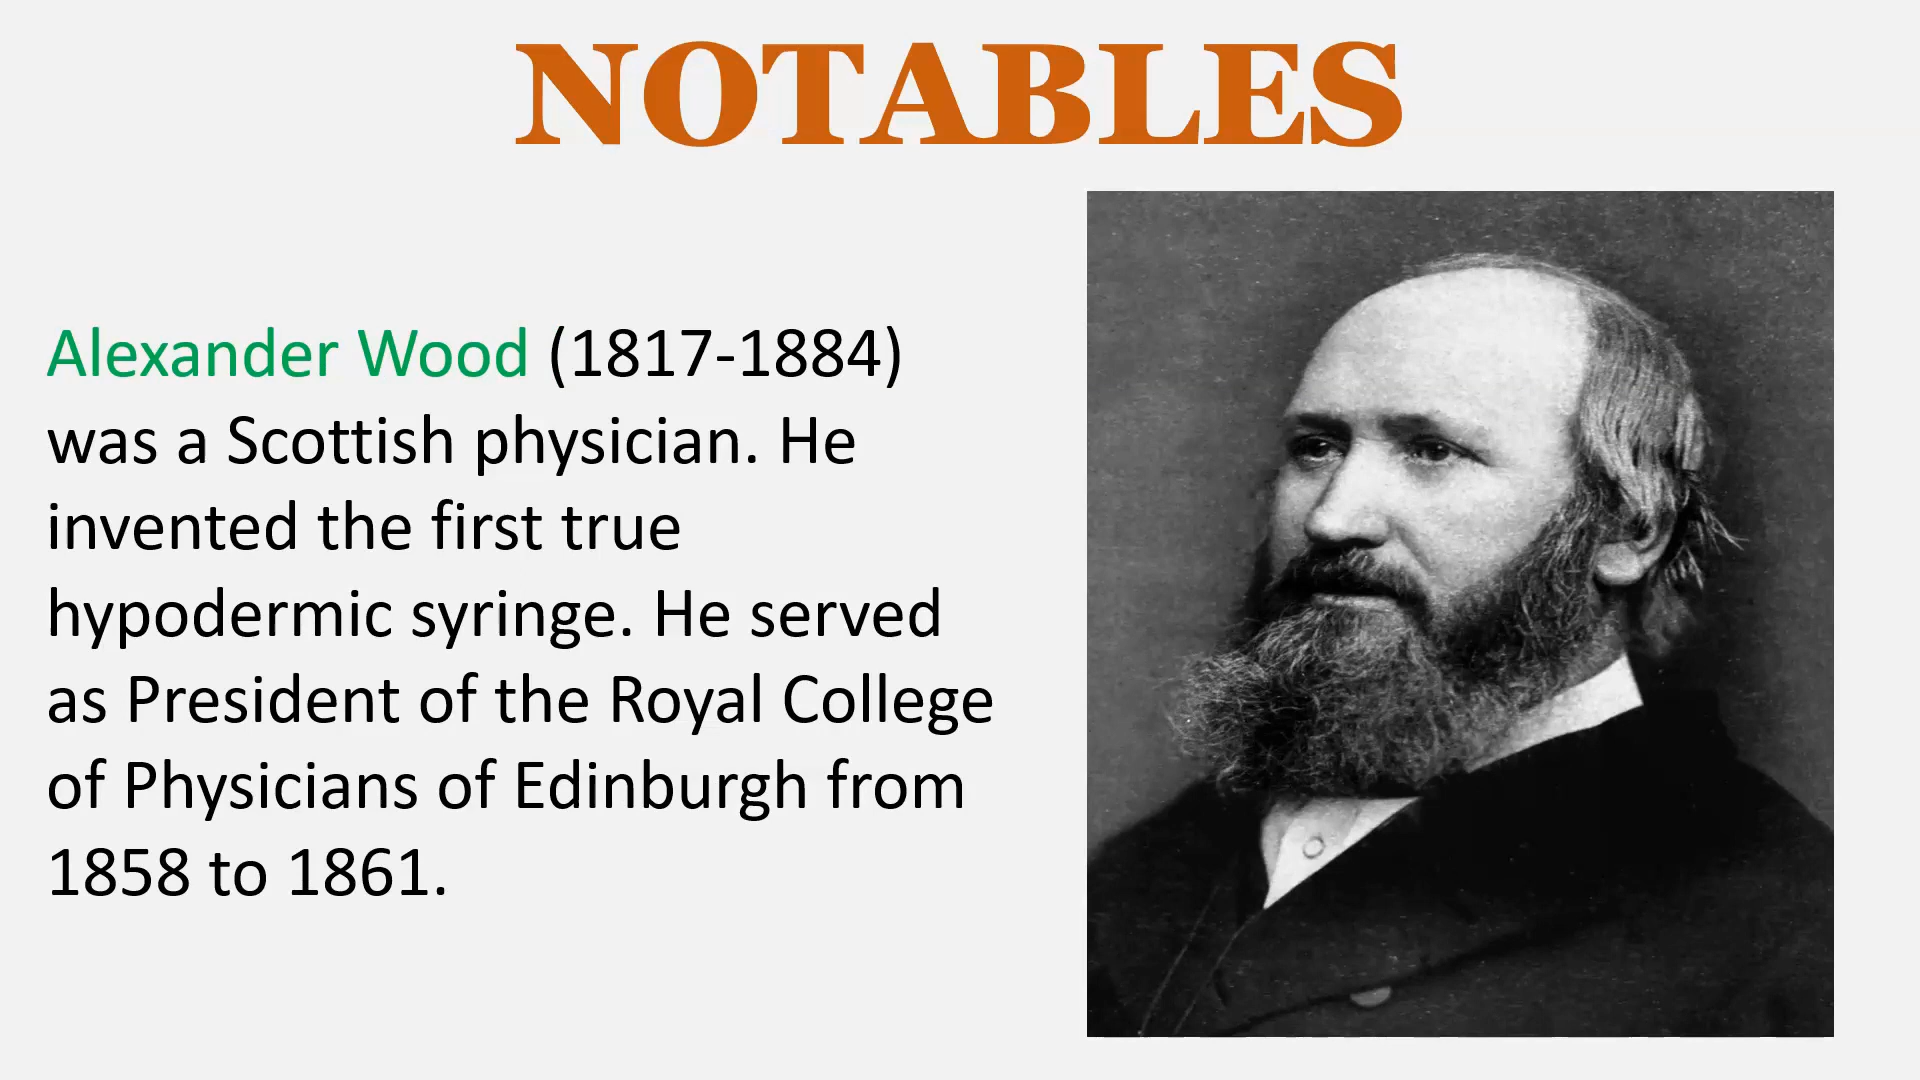 NOTABLES
Alexander Wood (1817-1884)
was a Scottish physician. He
invented the first true
hypodermic syringe. He served
as President of the Royal College
of Physicians of Edinburgh from
1858 to 1861.